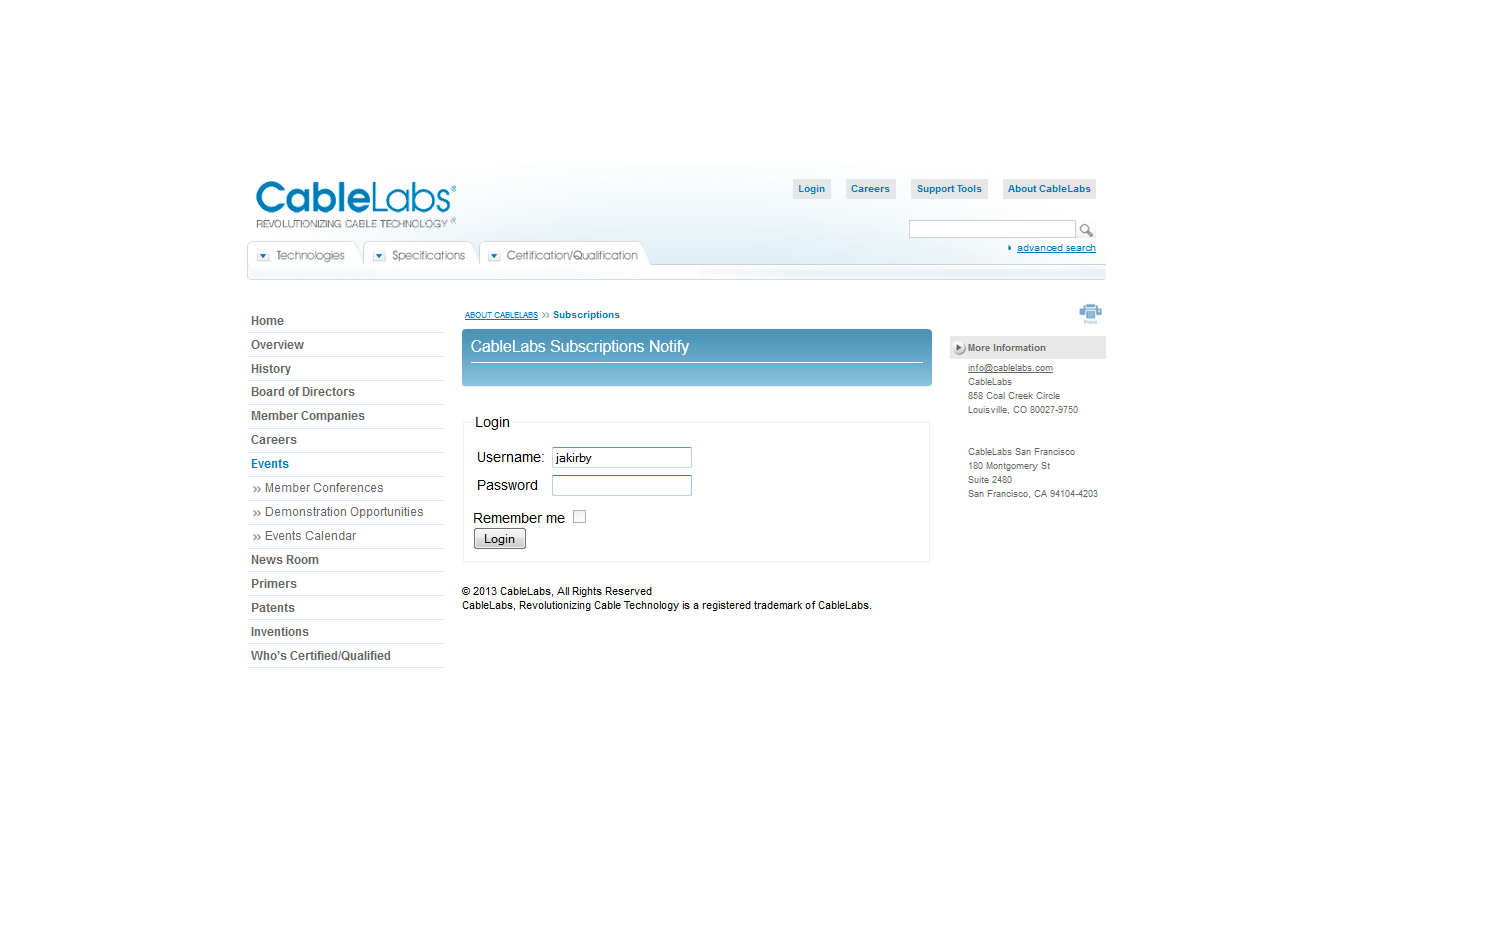 CableLabs®
REVOLUTIONIZING CABLE TECHNOLOGY®
Login Careers Support Tools About CableLabs
advanced search
Technologies Specifications Certification/Qualification
Home
Overview
History
Board of Directors
Member Companies
Careers
Events
» Member Conferences
» Demonstration Opportunities
» Events Calendar
News Room
Primers
Patents
Inventions
Who's Certified/Qualified
ABOUT CABLELABS » Subscriptions
CableLabs Subscriptions Notify
Login
Username: jakirby
Password
Remember me
Login
© 2013 CableLabs, All Rights Reserved
CableLabs, Revolutionizing Cable Technology is a registered trademark of CableLabs.
Print
More Information
info@cablelabs.com
CableLabs
858 Coal Creek Circle
Louisville, CO 80027-9750
CableLabs San Francisco
180 Montgomery St
Suite 2480
San Francisco, CA 94104-4203